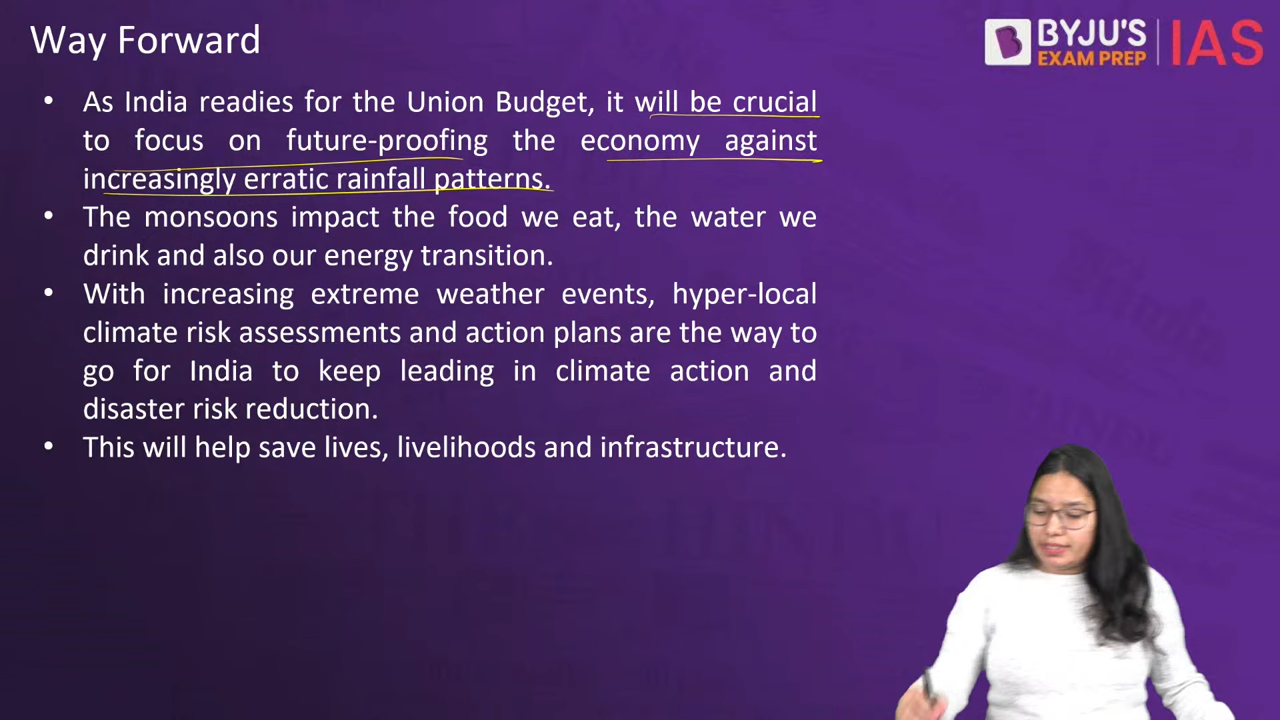 Way Forward
BYJU'S
EXAM PREP
IAS
• As India readies for the Union Budget, it will be crucial
to focus on future-proofing the economy against
increasingly erratic rainfall patterns.
• The monsoons impact the food we eat, the water we
drink and also our energy transition.
• With increasing extreme weather events, hyper-local
climate risk assessments and action plans are the way to
go for India to keep leading in climate action and
disaster risk reduction.
• This will help save lives, livelihoods and infrastructure.